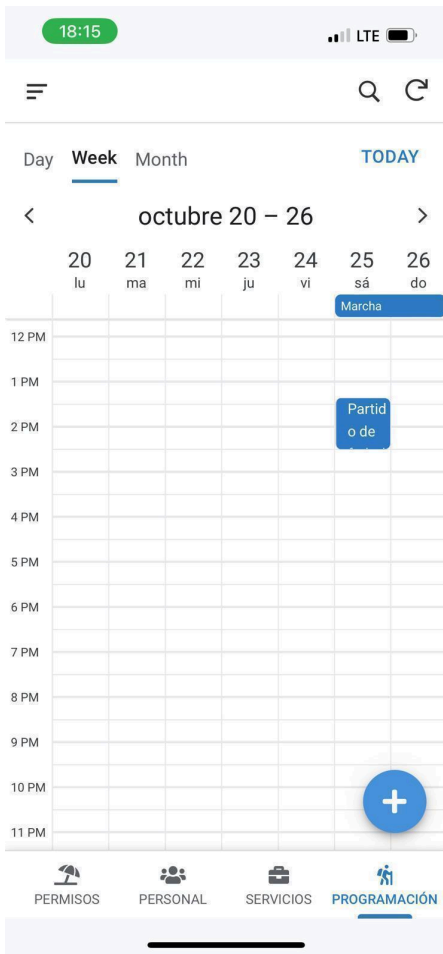 18:15
LTE
Day Week Month TODAY
octubre 20 – 26
20 21 22 23 24 25 26
lu ma mi ju vi sá do
Marcha
12 PM
1 PM
Partid
2 PM o de
3 PM
4 PM
5 PM
6 PM
7 PM
8 PM
9 PM
10 PM
11 PM
PERMISOS PERSONAL SERVICIOS PROGRAMACIÓN